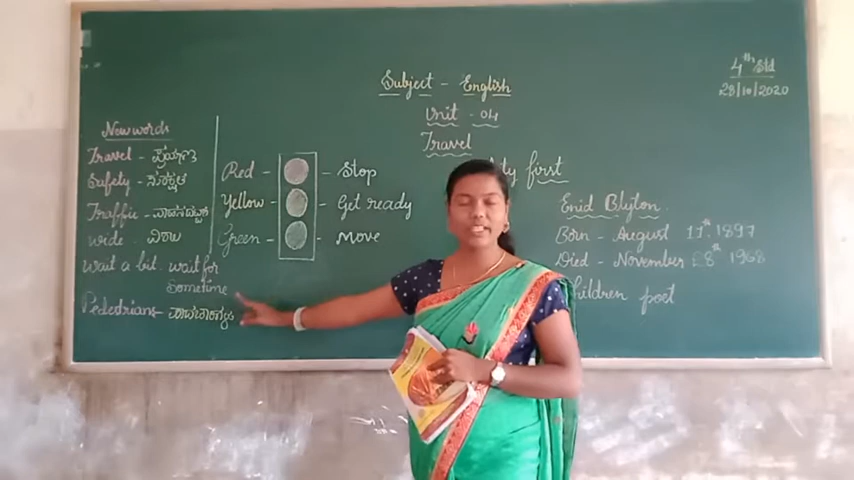 4th Std
28/10/2020
Subject - English
Unit - 04
Travel
Safety first
New words
Travel - ಪ್ರಯಾಣ
Safety - ಸುರಕ್ಷತೆ
Traffic - ವಾಹನದಟ್ಟಣೆ
wide - ವಿಶಾಲ
wait a bit - wait for
sometime
Pedestrians - ಪಾದಚಾರಿಗಳು
Red - - Stop
Yellow - - Get ready
Green - - Move
Enid Blyton
Born - August 11th 1897
Died - November 28th 1968
Children poet